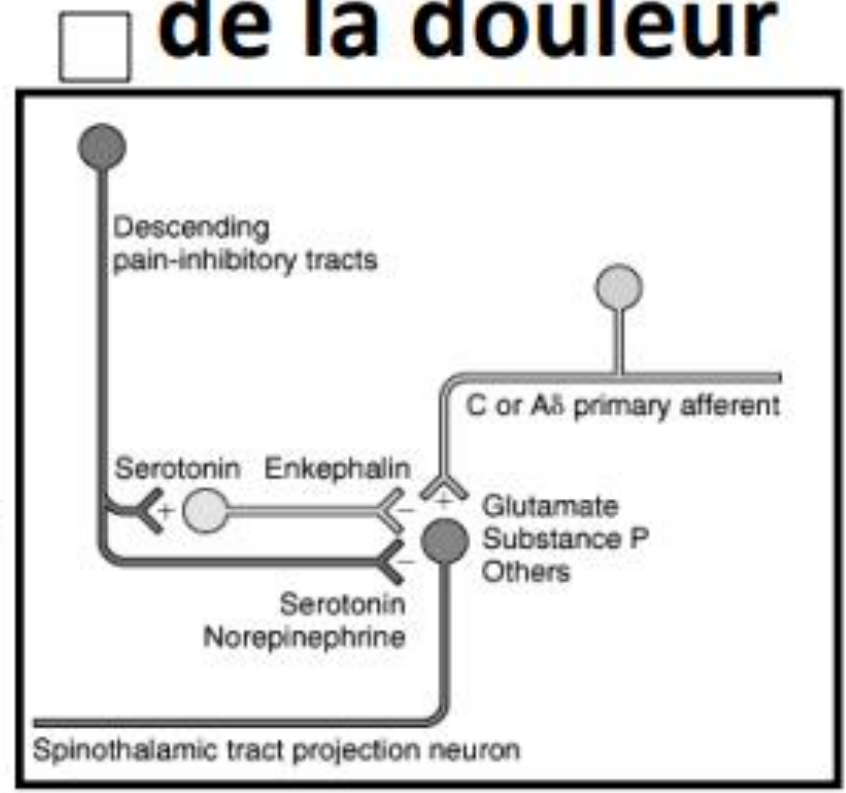 de la douleur
Descending
pain-inhibitory tracts
C or Aδ primary afferent
Serotonin
Enkephalin
+
−
+
Glutamate
Substance P
Others
−
Serotonin
Norepinephrine
Spinothalamic tract projection neuron